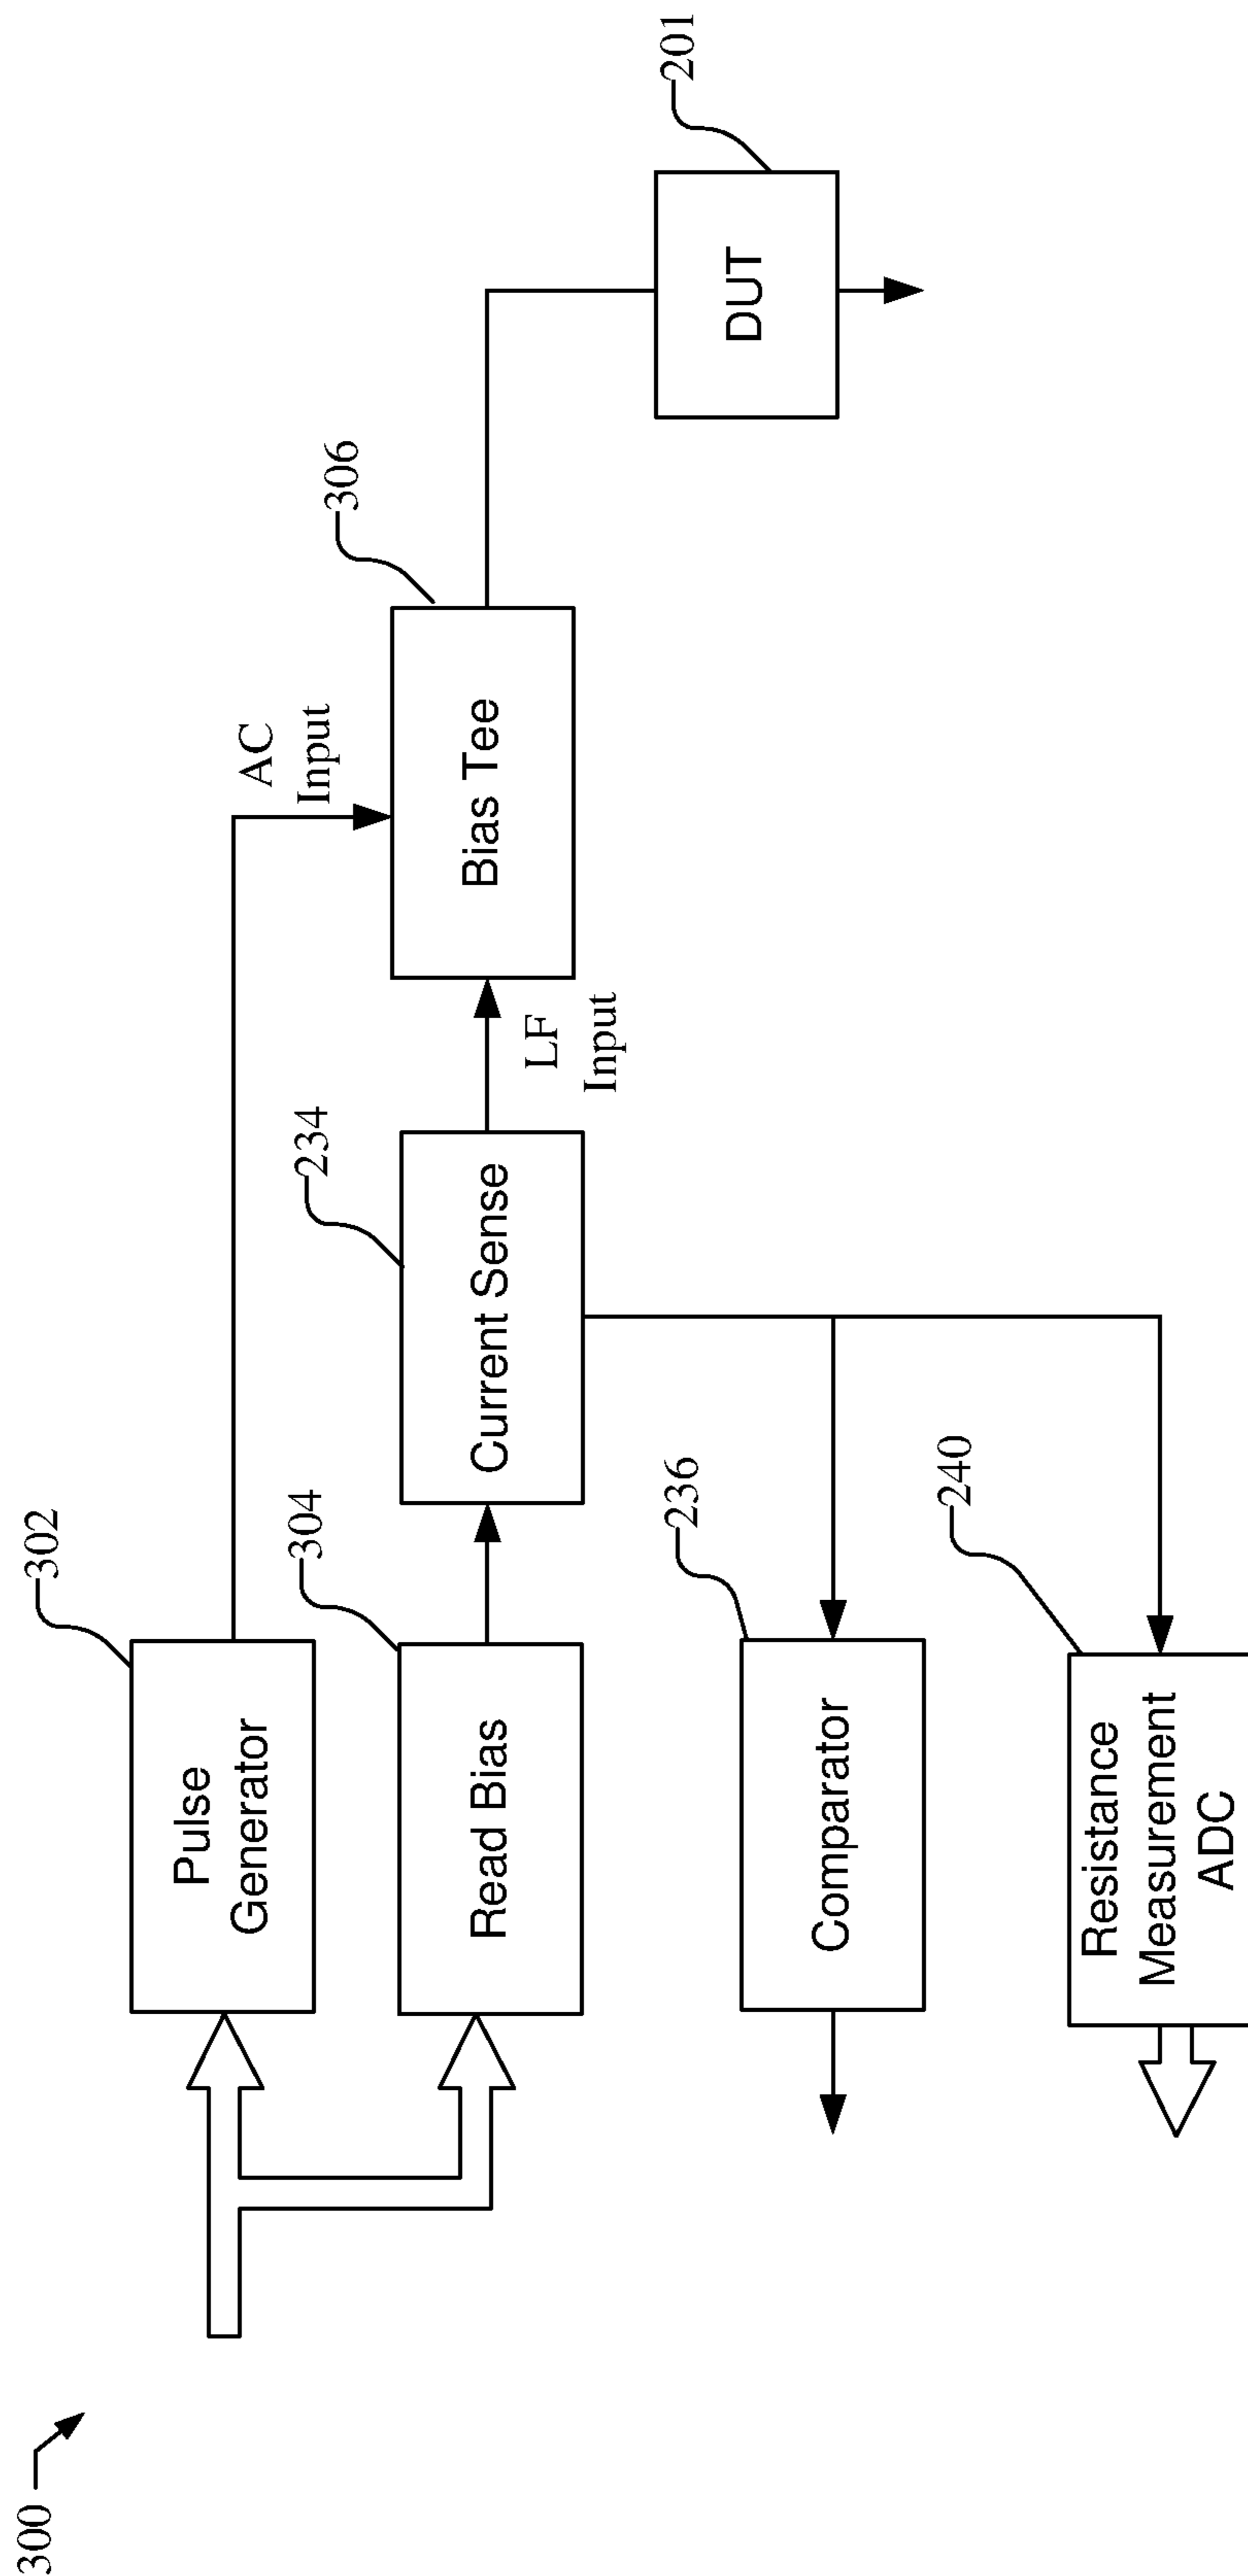 300
302
Pulse
Generator
304
Read Bias
234
Current Sense
AC
Input
LF
Input
306
Bias Tee
201
DUT
236
Comparator
240
Resistance
Measurement
ADC